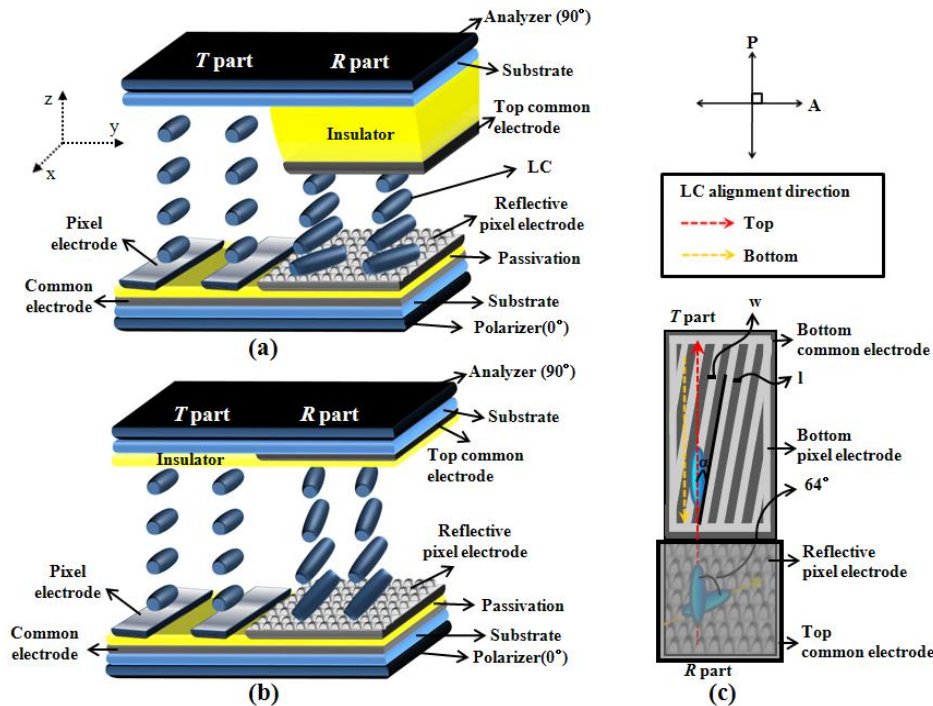 Analyzer (90°)
T part R part
Substrate
Insulator
Top common
electrode
z
y
x
LC
Reflective
pixel electrode
Pixel
electrode
Passivation
Common
electrode
Substrate
Polarizer(0°)
(a)
Analyzer (90°)
T part R part
Substrate
Insulator
Top common
electrode
Reflective
pixel electrode
Pixel
electrode
Passivation
Common
electrode
Substrate
Polarizer(0°)
(b)
P
A
LC alignment direction
Top
Bottom
w
T part
Bottom
common electrode
l
Bottom
pixel electrode
α
64°
Reflective
pixel electrode
Top
common electrode
R part
(c)